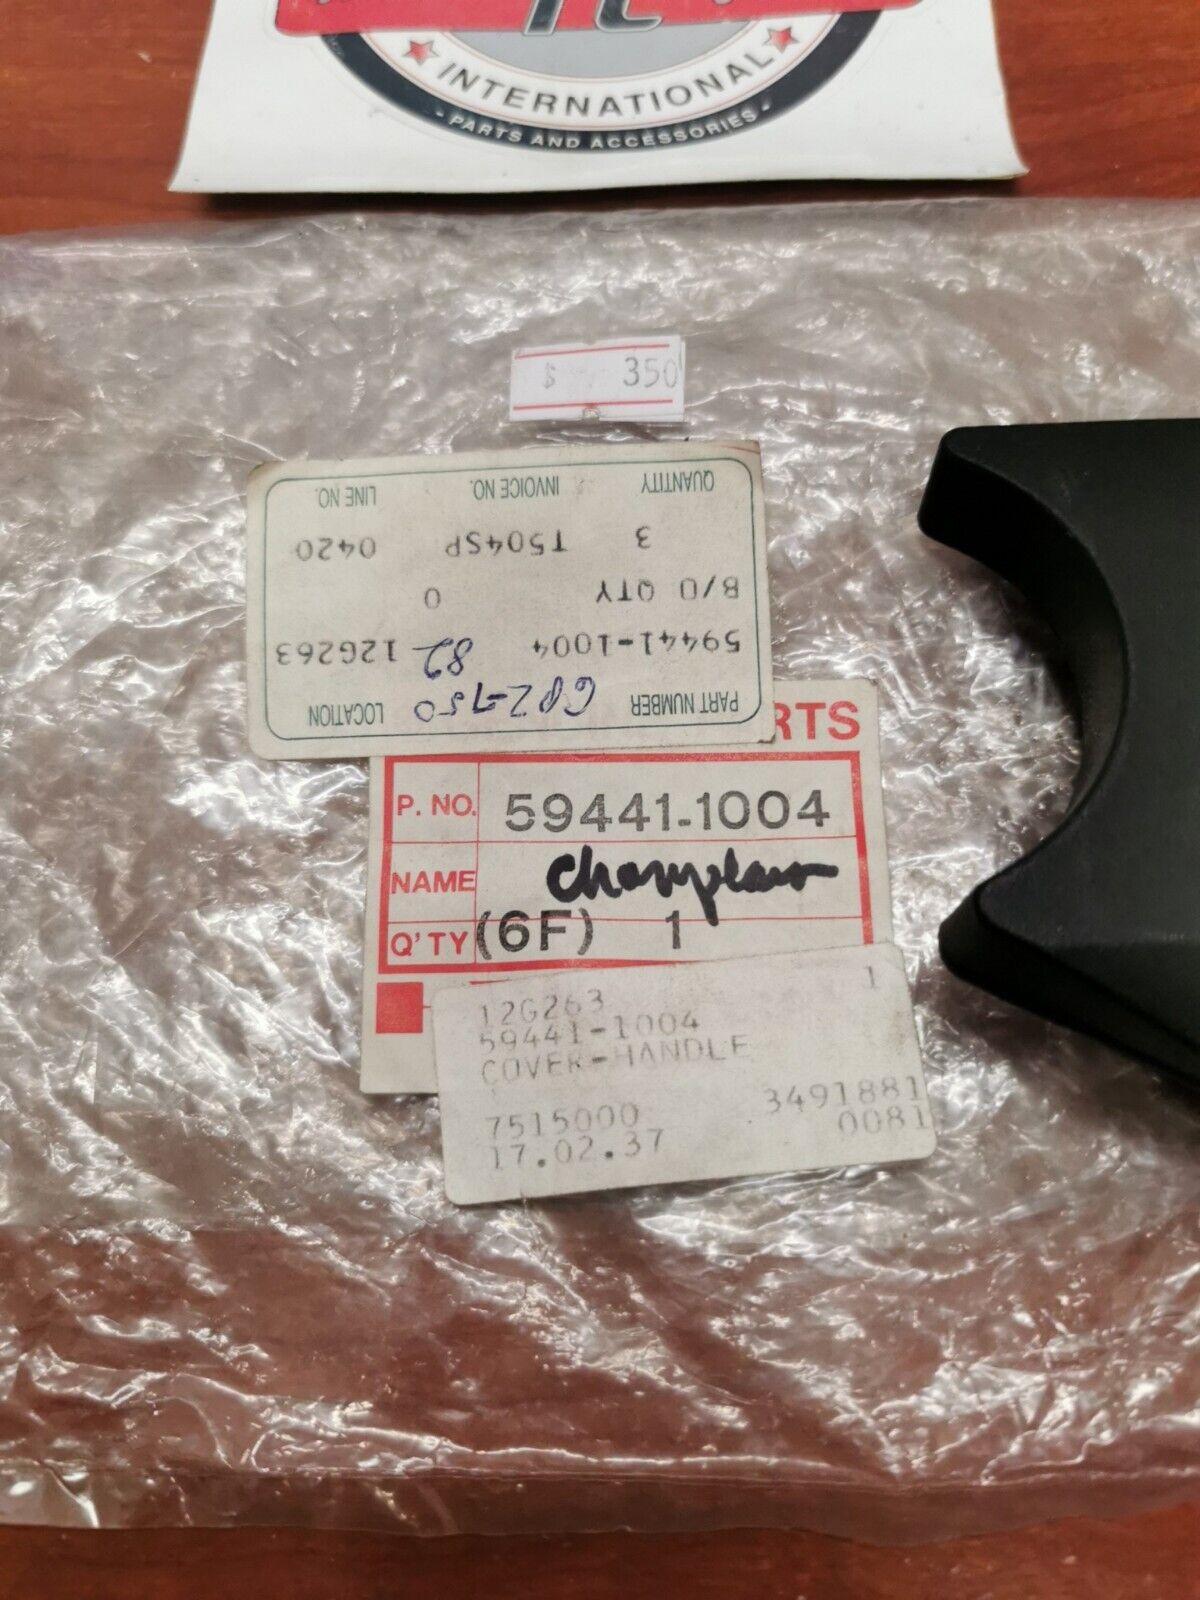 INTERNATIONAL
- PARTS AND ACCESSORIES -
$ 350
PART NUMBER LOCATION
59441-1004 82 12G263
B/O QTY 0
3 T504SP 0420
QUANTITY INVOICE NO. LINE NO.
RTS
P. NO. 59441-1004
NAME
Q'TY (6F) 1
12G263 1
59441-1004
COVER-HANDLE
7515000 3491881
17.02.37 0081